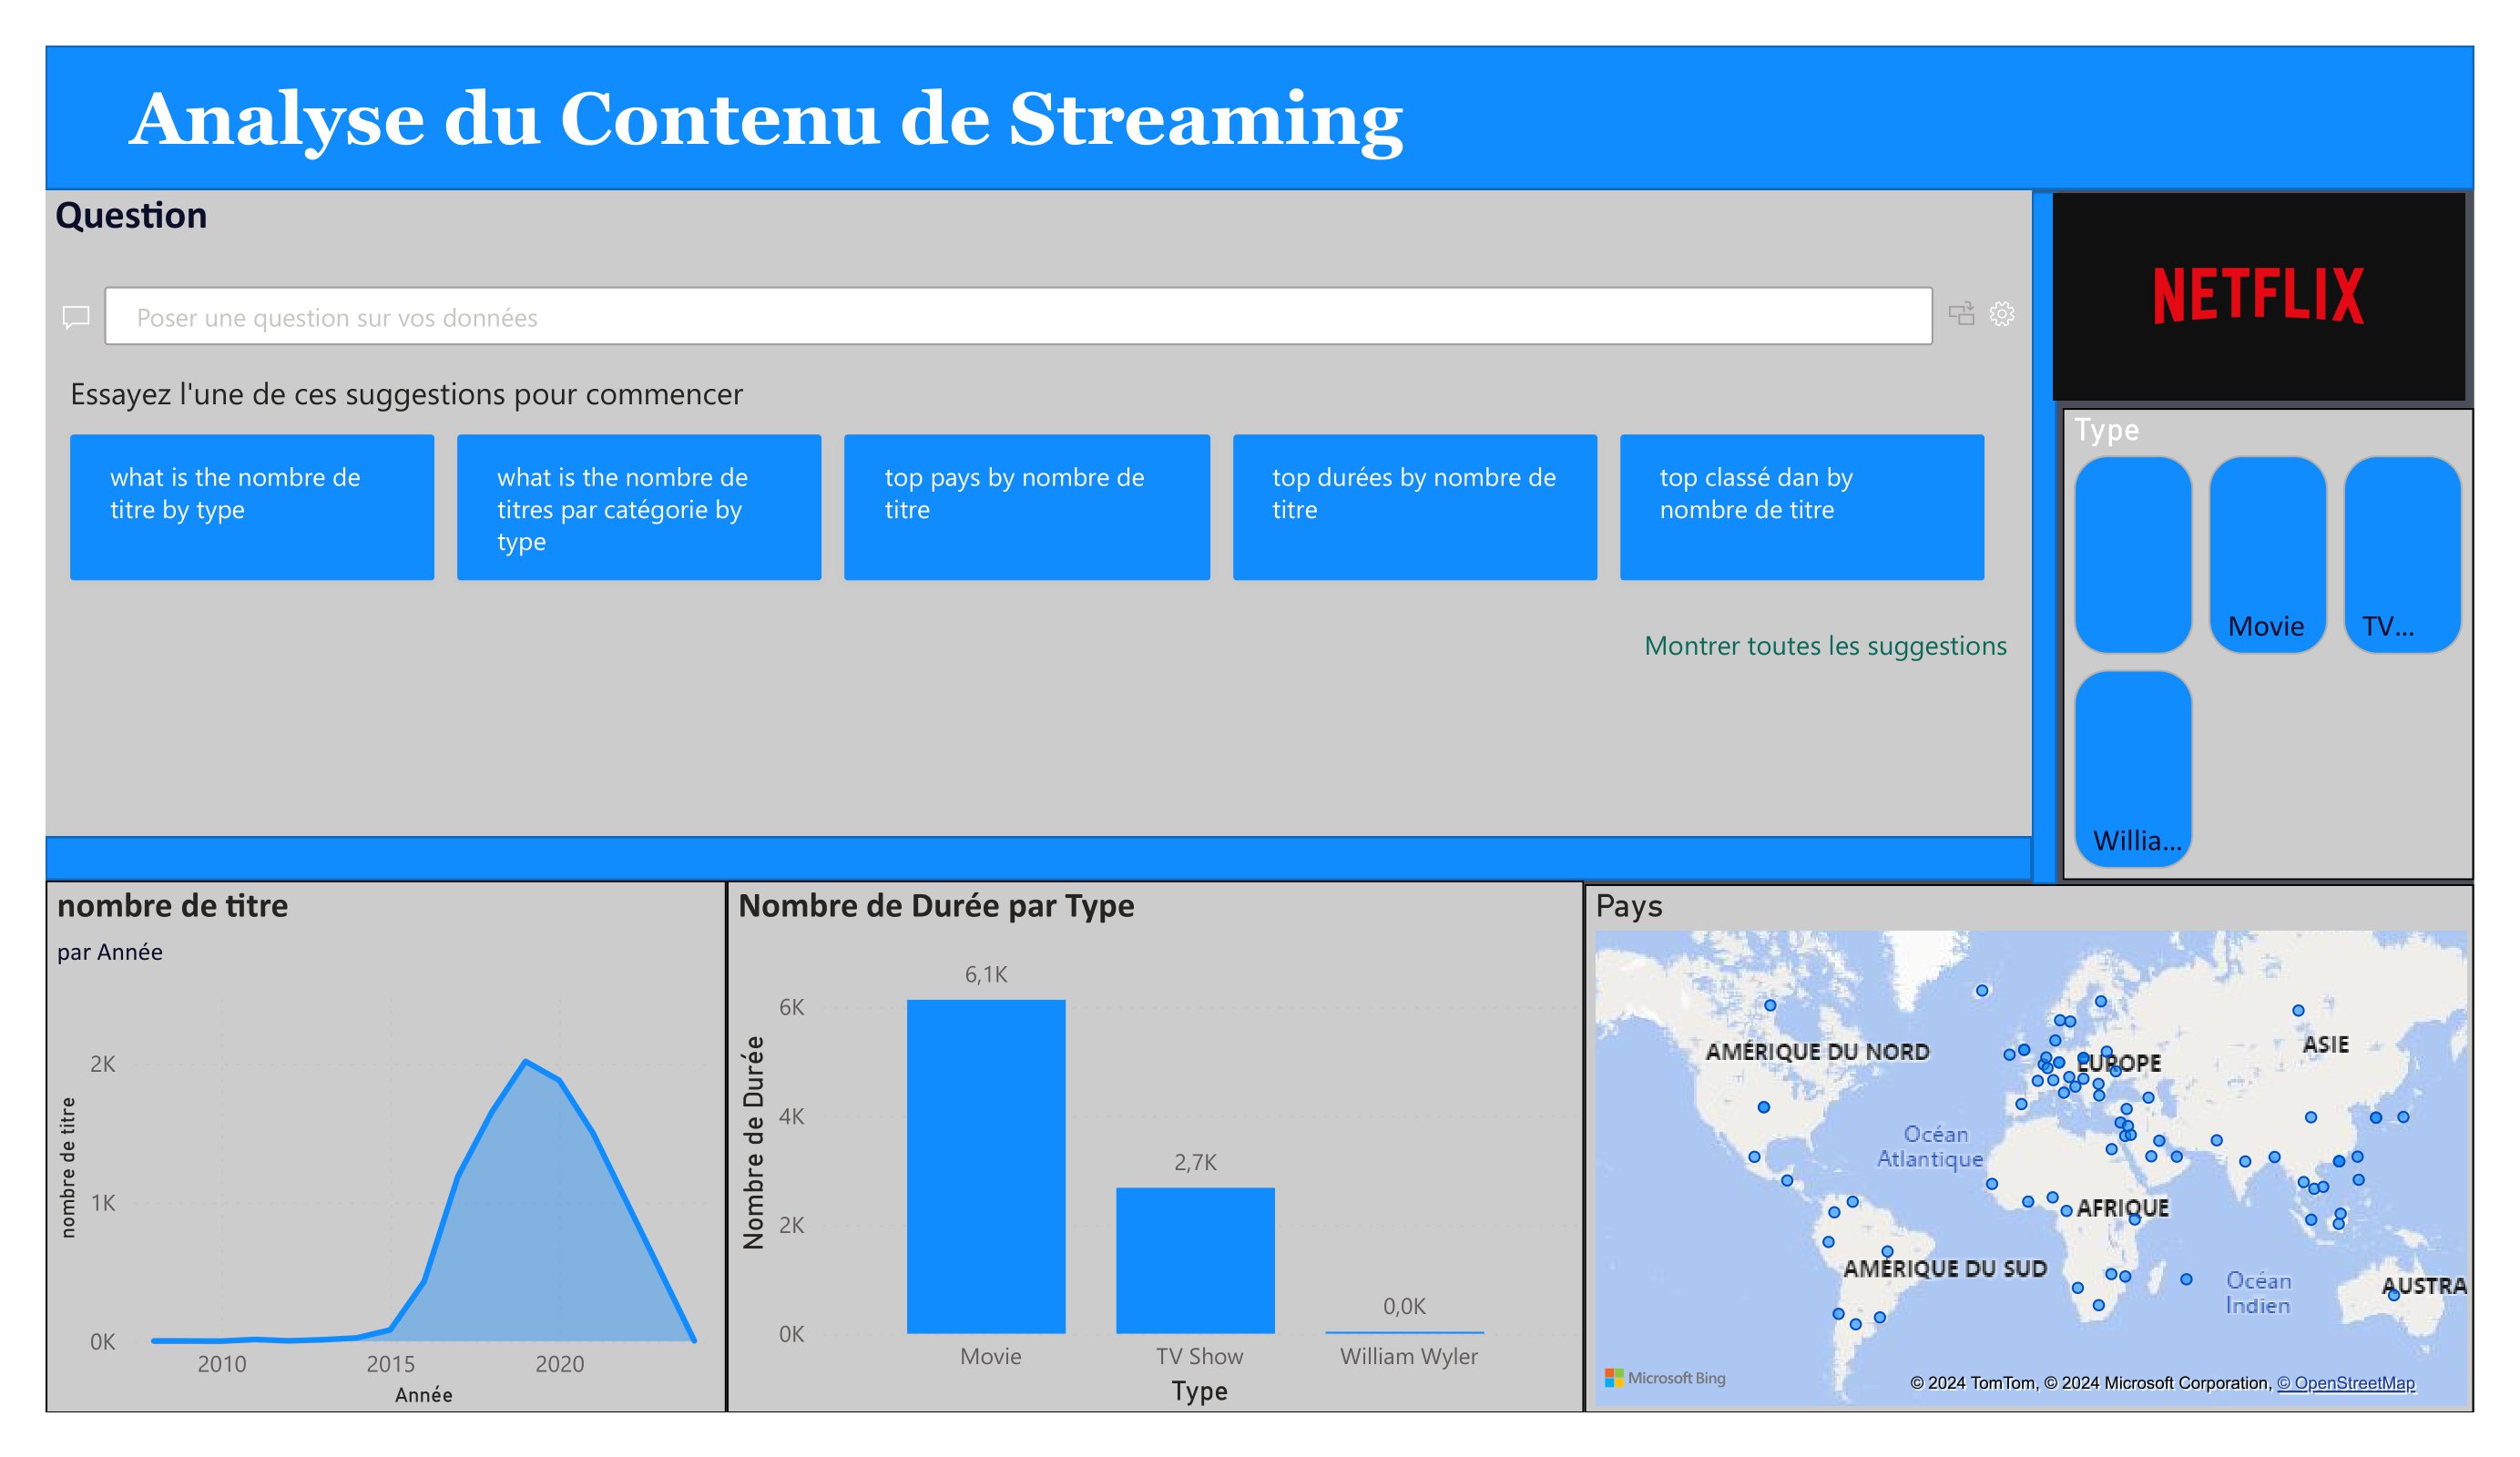 Analyse du Contenu de Streaming
Question
Poser une question sur vos données
Essayez l'une de ces suggestions pour commencer
what is the nombre de
titre by type
what is the nombre de
titres par catégorie by
type
top pays by nombre de
titre
top durées by nombre de
titre
top classé dan by
nombre de titre
Montrer toutes les suggestions
NETFLIX
Type
Movie
TV...
Willia...
nombre de titre
par Année
nombre de titre
2K
1K
0K
2010
2015
2020
Année
Nombre de Durée par Type
Nombre de Durée
6K
4K
2K
0K
6,1K
2,7K
0,0K
Movie
TV Show
William Wyler
Type
Pays
AMÉRIQUE DU NORD
EUROPE
ASIE
Océan
Atlantique
AFRIQUE
AMÉRIQUE DU SUD
Océan
Indien
AUSTRA
Microsoft Bing
© 2024 TomTom, © 2024 Microsoft Corporation, © OpenStreetMap